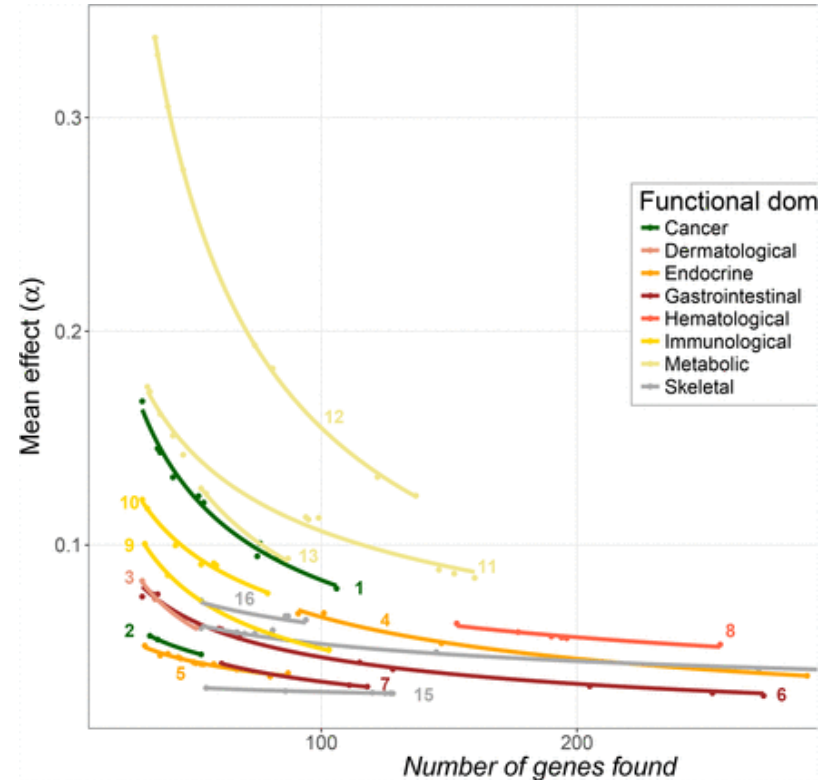 0.3
0.2
0.1
Mean effect (α)
Functional dom
Cancer
Dermatological
Endocrine
Gastrointestinal
Hematological
Immunological
Metabolic
Skeletal
12
11
13
10
9
1
3
16
4
8
2
5
7
15
6
100
200
Number of genes found